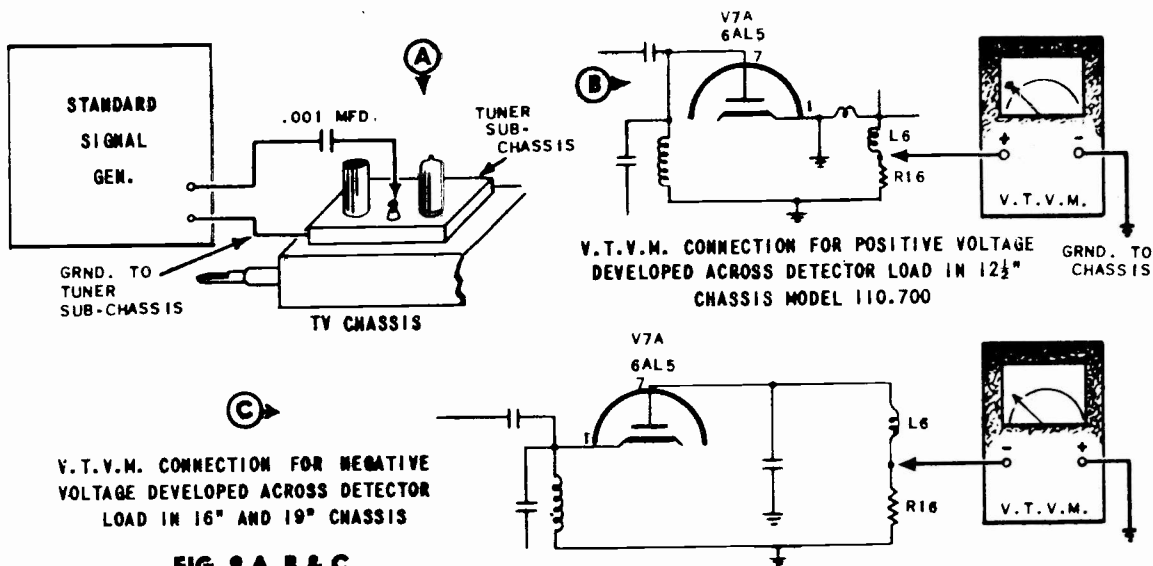 STANDARD
SIGNAL
GEN.
.001 MFD.
A
TUNER
SUB-
CHASSIS
GRND. TO
TUNER
SUB-CHASSIS
TV CHASSIS
V7A
6AL5
7
B
1
L6
R16
+ -
V.T.V.M.
GRND. TO
CHASSIS
V.T.V.M. CONNECTION FOR POSITIVE VOLTAGE
DEVELOPED ACROSS DETECTOR LOAD IN 12½"
CHASSIS MODEL 110.700
V7A
6AL5
7
C
1
L6
R16
- +
V.T.V.M.
V.T.V.M. CONNECTION FOR NEGATIVE
VOLTAGE DEVELOPED ACROSS DETECTOR
LOAD IN 16" AND 19" CHASSIS
FIG. A, B & C